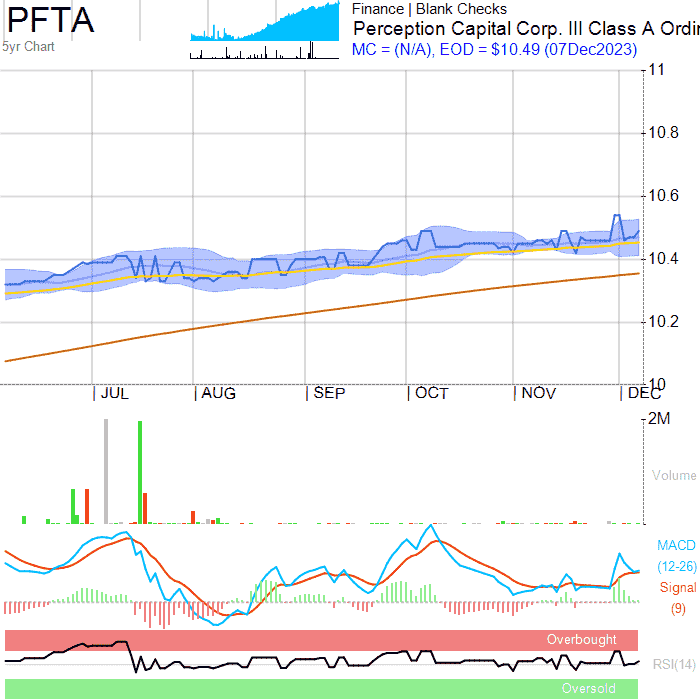 PFTA
5yr Chart
Finance | Blank Checks
Perception Capital Corp. III Class A Ordin
MC = (N/A), EOD = $10.49 (07Dec2023)
11
10.8
10.6
10.4
10.2
10
JUL AUG SEP OCT NOV DEC
2M
Volume
MACD
(12-26)
Signal
(9)
Overbought
RSI(14)
Oversold